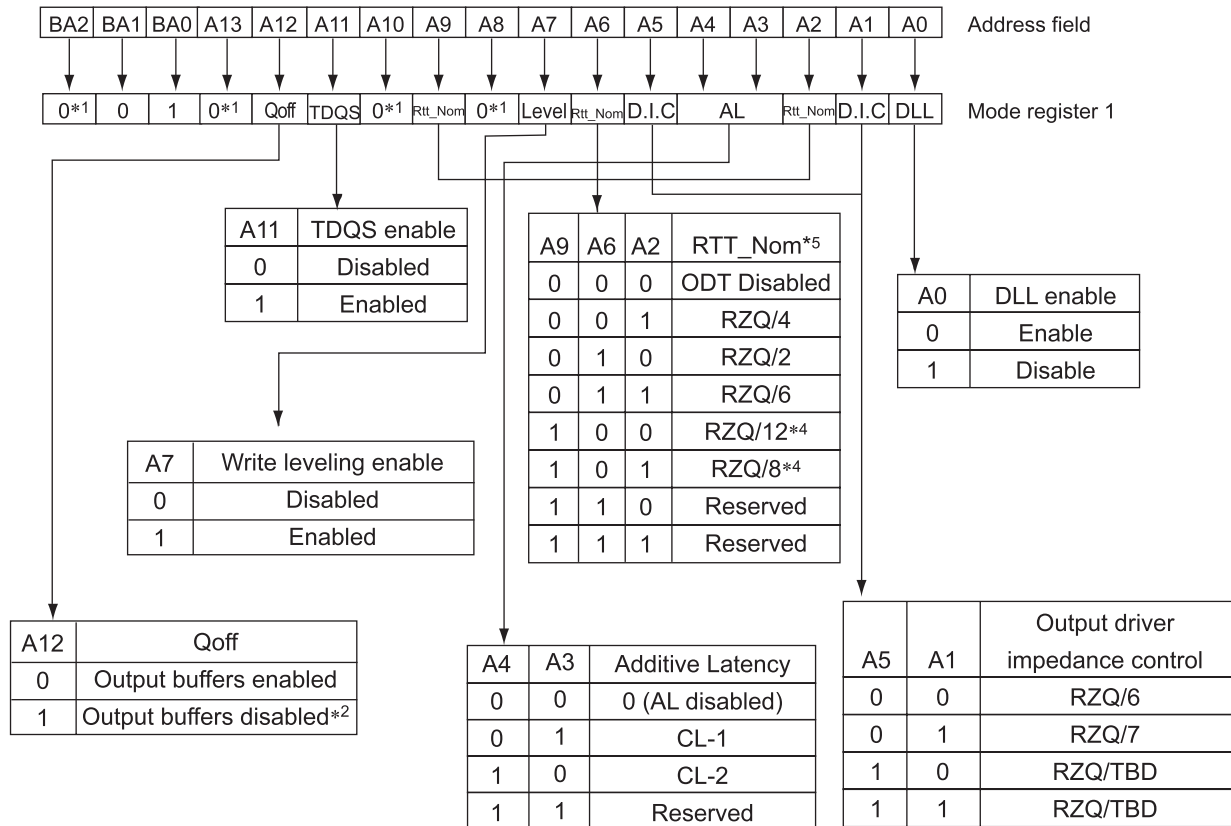 BA2 BA1 BA0 A13 A12 A11 A10 A9 A8 A7 A6 A5 A4 A3 A2 A1 A0 Address field
0*1 0 1 0*1 Qoff TDQS 0*1 Rtt_Nom 0*1 Level Rtt_Nom D.I.C AL Rtt_Nom D.I.C DLL Mode register 1
A11 TDQS enable
0 Disabled
1 Enabled
A9 A6 A2 RTT_Nom*5
0 0 0 ODT Disabled
0 0 1 RZQ/4
0 1 0 RZQ/2
0 1 1 RZQ/6
1 0 0 RZQ/12*4
1 0 1 RZQ/8*4
1 1 0 Reserved
1 1 1 Reserved
A0 DLL enable
0 Enable
1 Disable
A7 Write leveling enable
0 Disabled
1 Enabled
A12 Qoff
0 Output buffers enabled
1 Output buffers disabled*2
A4 A3 Additive Latency
0 0 0 (AL disabled)
0 1 CL-1
1 0 CL-2
1 1 Reserved
Output driver
A5 A1 impedance control
0 0 RZQ/6
0 1 RZQ/7
1 0 RZQ/TBD
1 1 RZQ/TBD